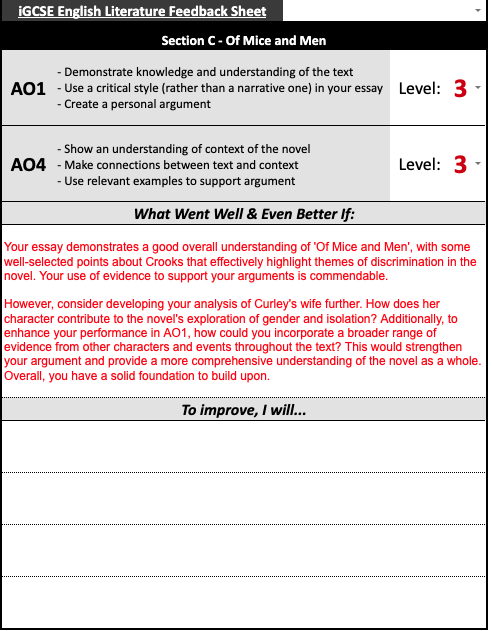 iGCSE English Literature Feedback Sheet
Section C - Of Mice and Men
AO1
- Demonstrate knowledge and understanding of the text
- Use a critical style (rather than a narrative one) in your essay
- Create a personal argument
Level: 3
AO4
- Show an understanding of context of the novel
- Make connections between text and context
- Use relevant examples to support argument
Level: 3
What Went Well & Even Better If:
Your essay demonstrates a good overall understanding of 'Of Mice and Men', with some
well-selected points about Crooks that effectively highlight themes of discrimination in the
novel. Your use of evidence to support your arguments is commendable.
However, consider developing your analysis of Curley's wife further. How does her
character contribute to the novel's exploration of gender and isolation? Additionally, to
enhance your performance in AO1, how could you incorporate a broader range of
evidence from other characters and events throughout the text? This would strengthen
your argument and provide a more comprehensive understanding of the novel as a whole.
Overall, you have a solid foundation to build upon.
To improve, I will...